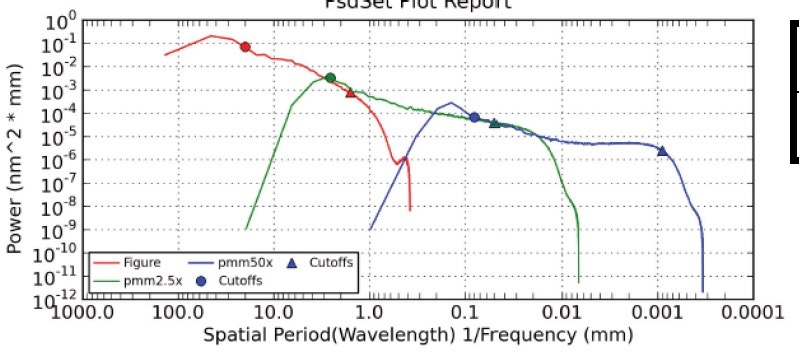 PsdSet Plot Report
10^0
10^-1
10^-2
10^-3
10^-4
10^-5
10^-6
10^-7
10^-8
10^-9
10^-10
10^-11
10^-12
Power (nm^2 * mm)
Figure
pmm2.5x
pmm50x
Cutoffs
Cutoffs
1000.0 100.0 10.0 1.0 0.1 0.01 0.001 0.0001
Spatial Period(Wavelength) 1/Frequency (mm)